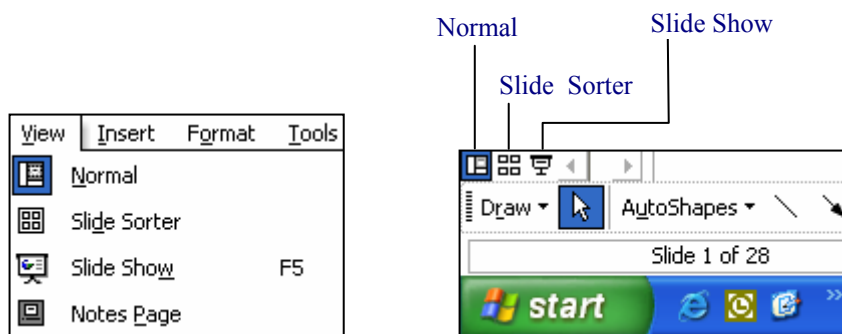 Normal
Slide Show
Slide Sorter
View Insert Format Tools
Normal
Slide Sorter
Slide Show F5
Notes Page
Draw AutoShapes
Slide 1 of 28
start